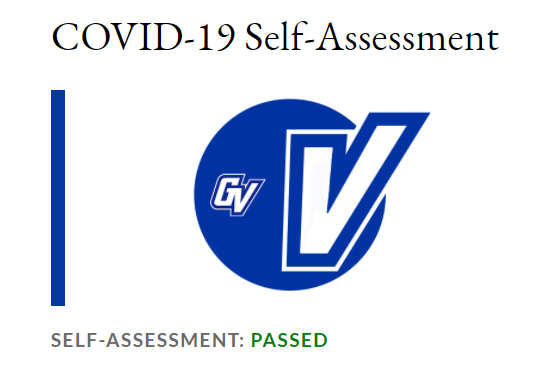 COVID-19 Self-Assessment
GV
V
SELF-ASSESSMENT: PASSED